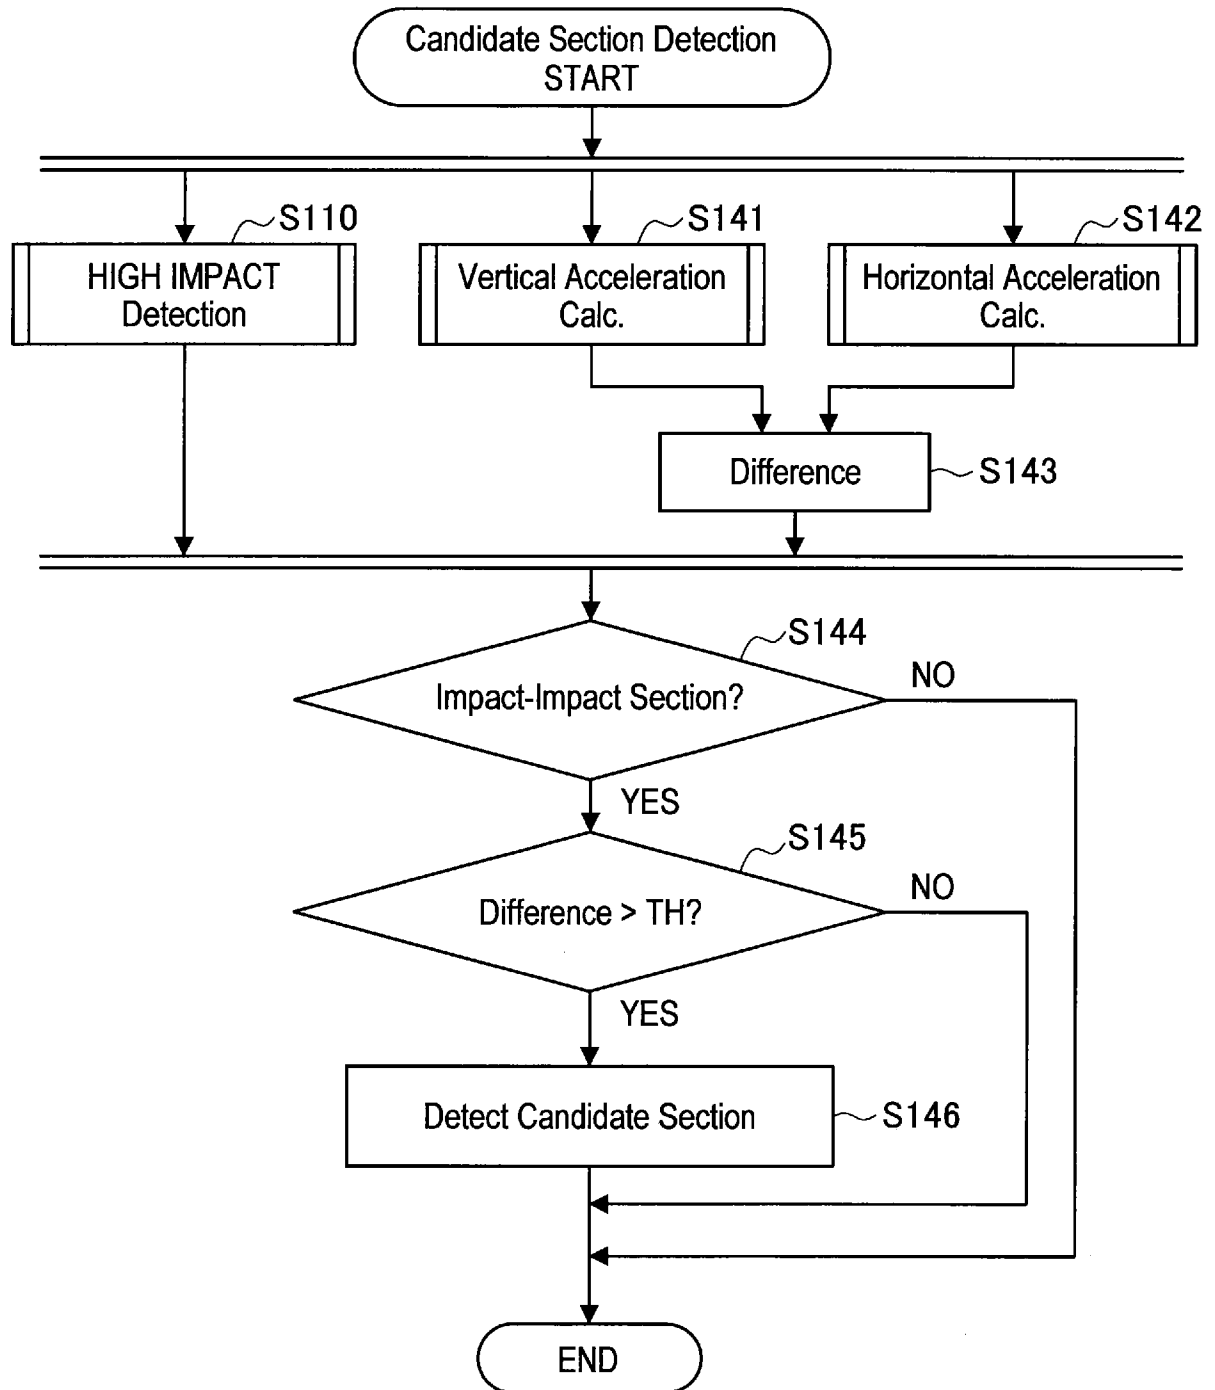 Candidate Section Detection
START
S110
S141
S142
HIGH IMPACT
Detection
Vertical Acceleration
Calc.
Horizontal Acceleration
Calc.
Difference
S143
S144
Impact-Impact Section?
NO
YES
S145
Difference > TH?
NO
YES
Detect Candidate Section
S146
END